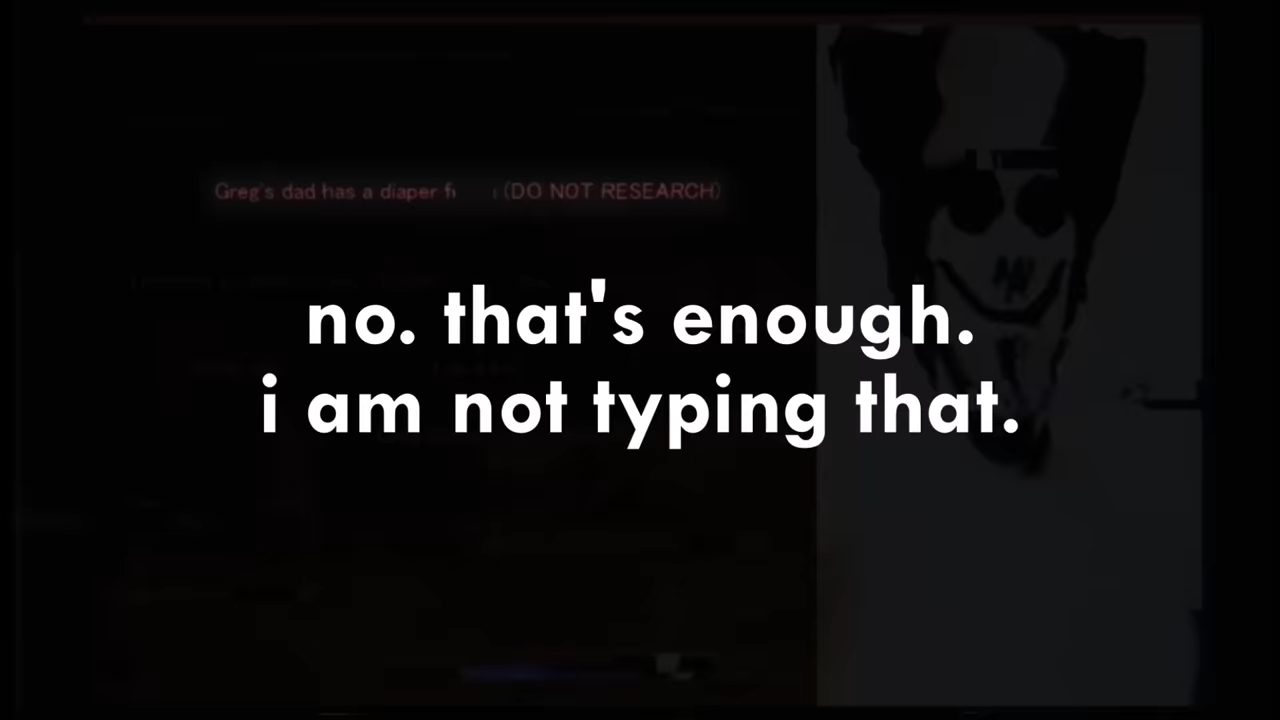 Greg's dad has a diaper (DO NOT RESEARCH)
no. that's enough.
i am not typing that.